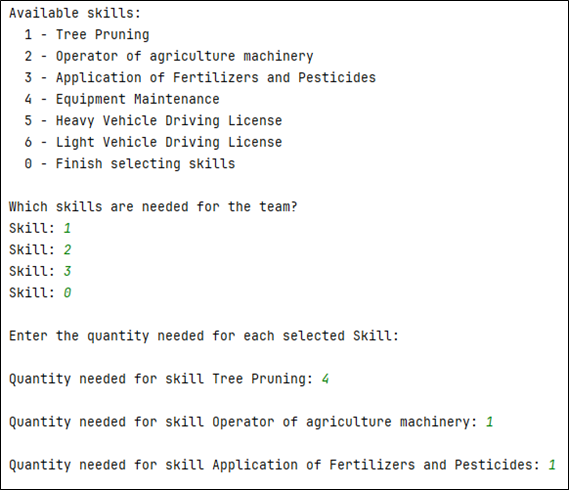 Available skills:
1 - Tree Pruning
2 - Operator of agriculture machinery
3 - Application of Fertilizers and Pesticides
4 - Equipment Maintenance
5 - Heavy Vehicle Driving License
6 - Light Vehicle Driving License
0 - Finish selecting skills
Which skills are needed for the team?
Skill: 1
Skill: 2
Skill: 3
Skill: 0
Enter the quantity needed for each selected Skill:
Quantity needed for skill Tree Pruning: 4
Quantity needed for skill Operator of agriculture machinery: 1
Quantity needed for skill Application of Fertilizers and Pesticides: 1